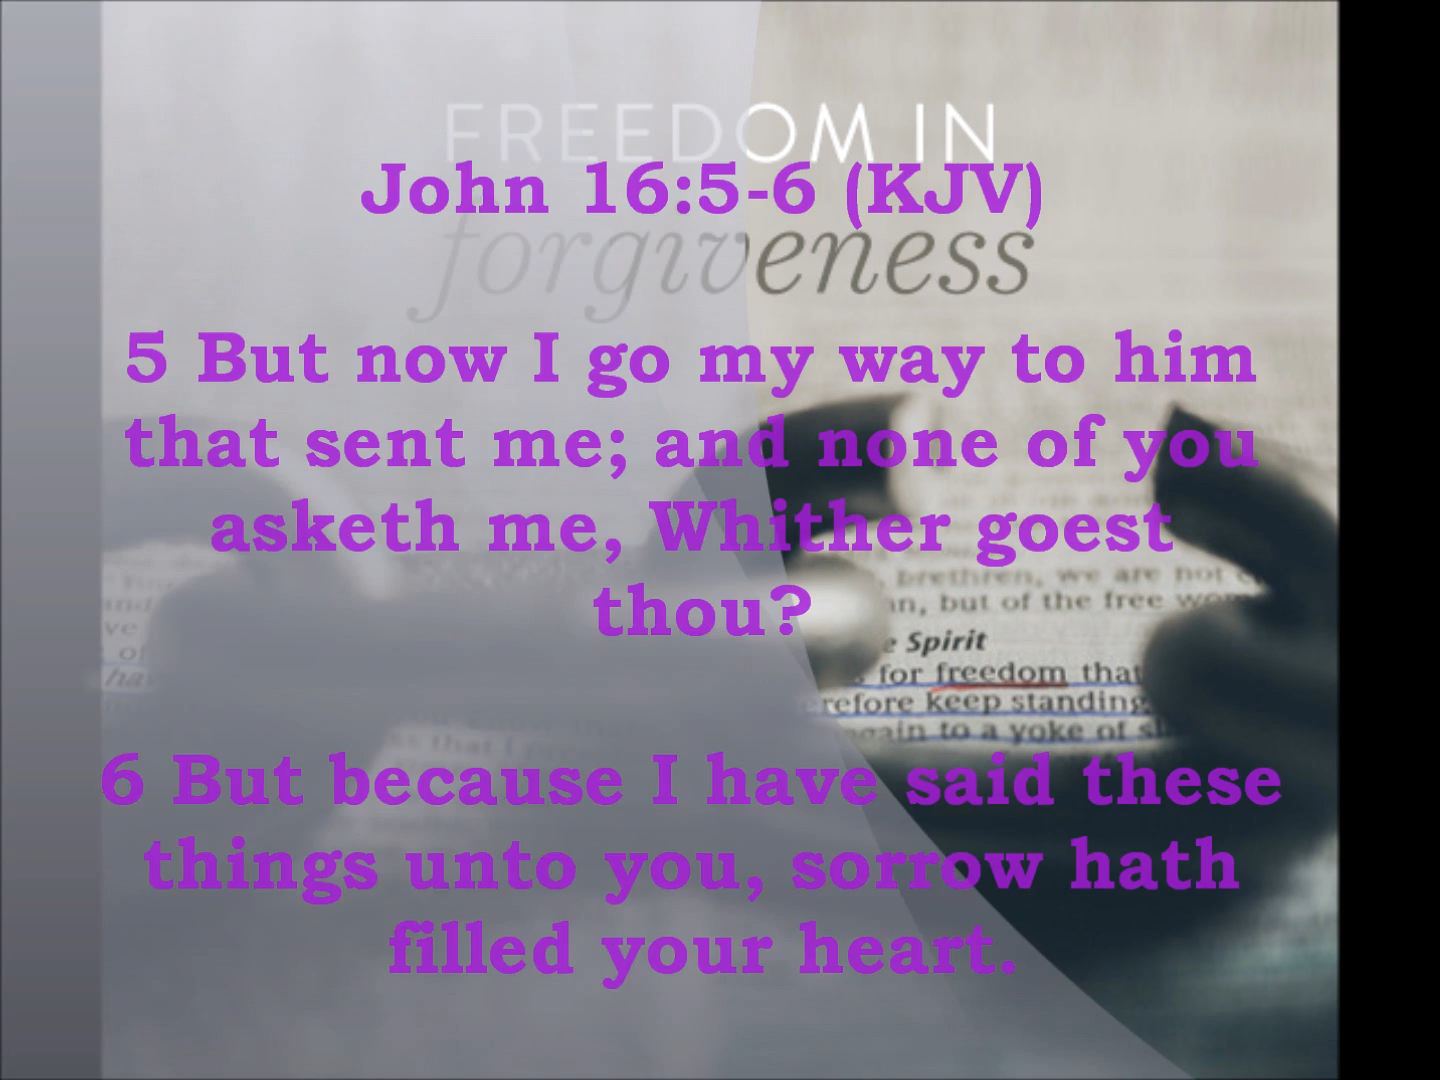 FREEDOM IN
John 16:5-6 (KJV)
forgiveness
5 But now I go my way to him
that sent me; and none of you
asketh me, Whither goest
thou?
brethren, we are not
but of the free
Spirit
for freedom that
keep standing
to a yoke of
6 But because I have said these
things unto you, sorrow hath
filled your heart.